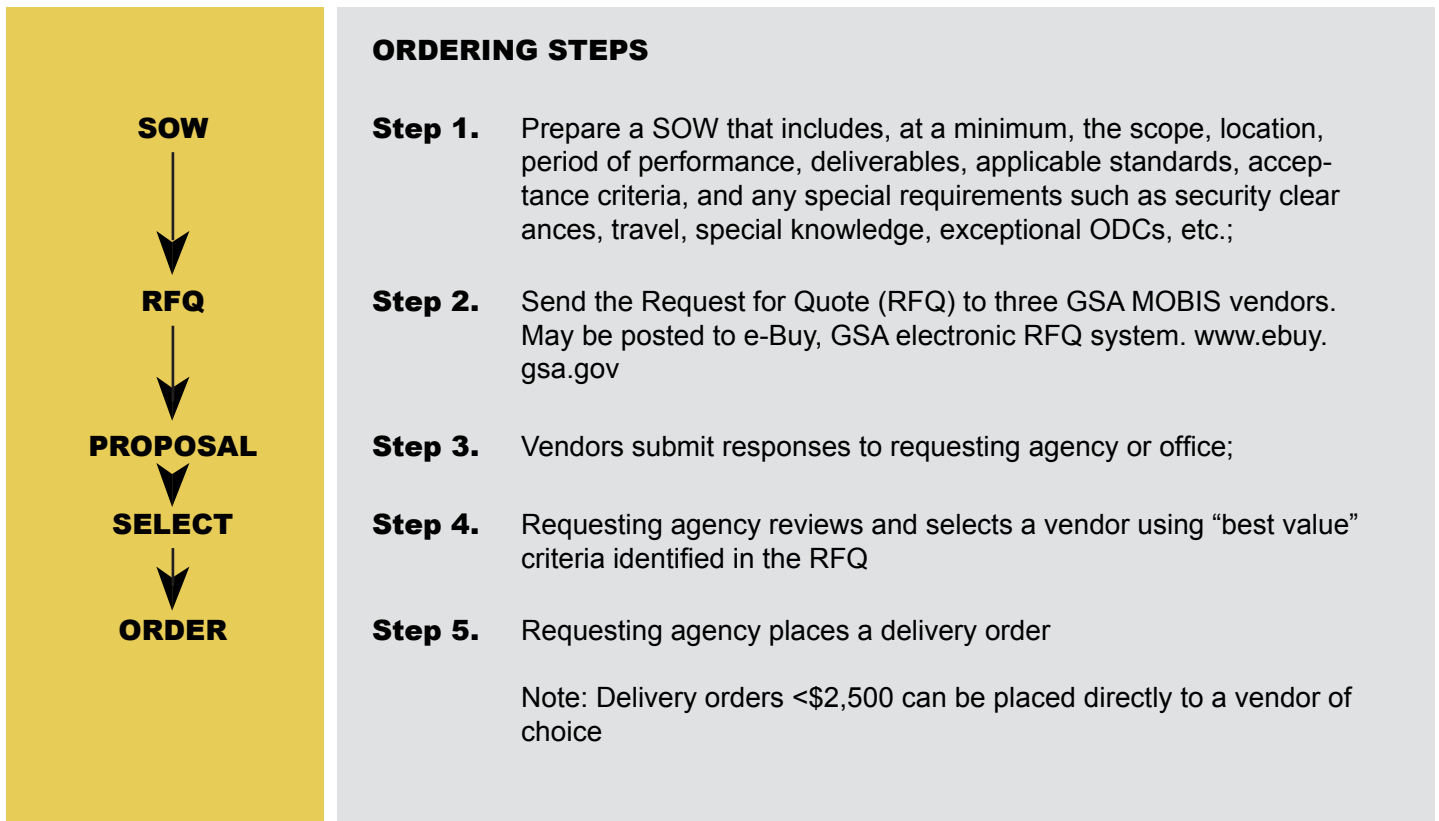 ORDERING STEPS
SOW
Step 1. Prepare a SOW that includes, at a minimum, the scope, location,
period of performance, deliverables, applicable standards, accep-
tance criteria, and any special requirements such as security clear
ances, travel, special knowledge, exceptional ODCs, etc.;
RFQ
Step 2. Send the Request for Quote (RFQ) to three GSA MOBIS vendors.
May be posted to e-Buy, GSA electronic RFQ system. www.ebuy.
gsa.gov
PROPOSAL
Step 3. Vendors submit responses to requesting agency or office;
SELECT
Step 4. Requesting agency reviews and selects a vendor using “best value”
criteria identified in the RFQ
ORDER
Step 5. Requesting agency places a delivery order
Note: Delivery orders <$2,500 can be placed directly to a vendor of
choice